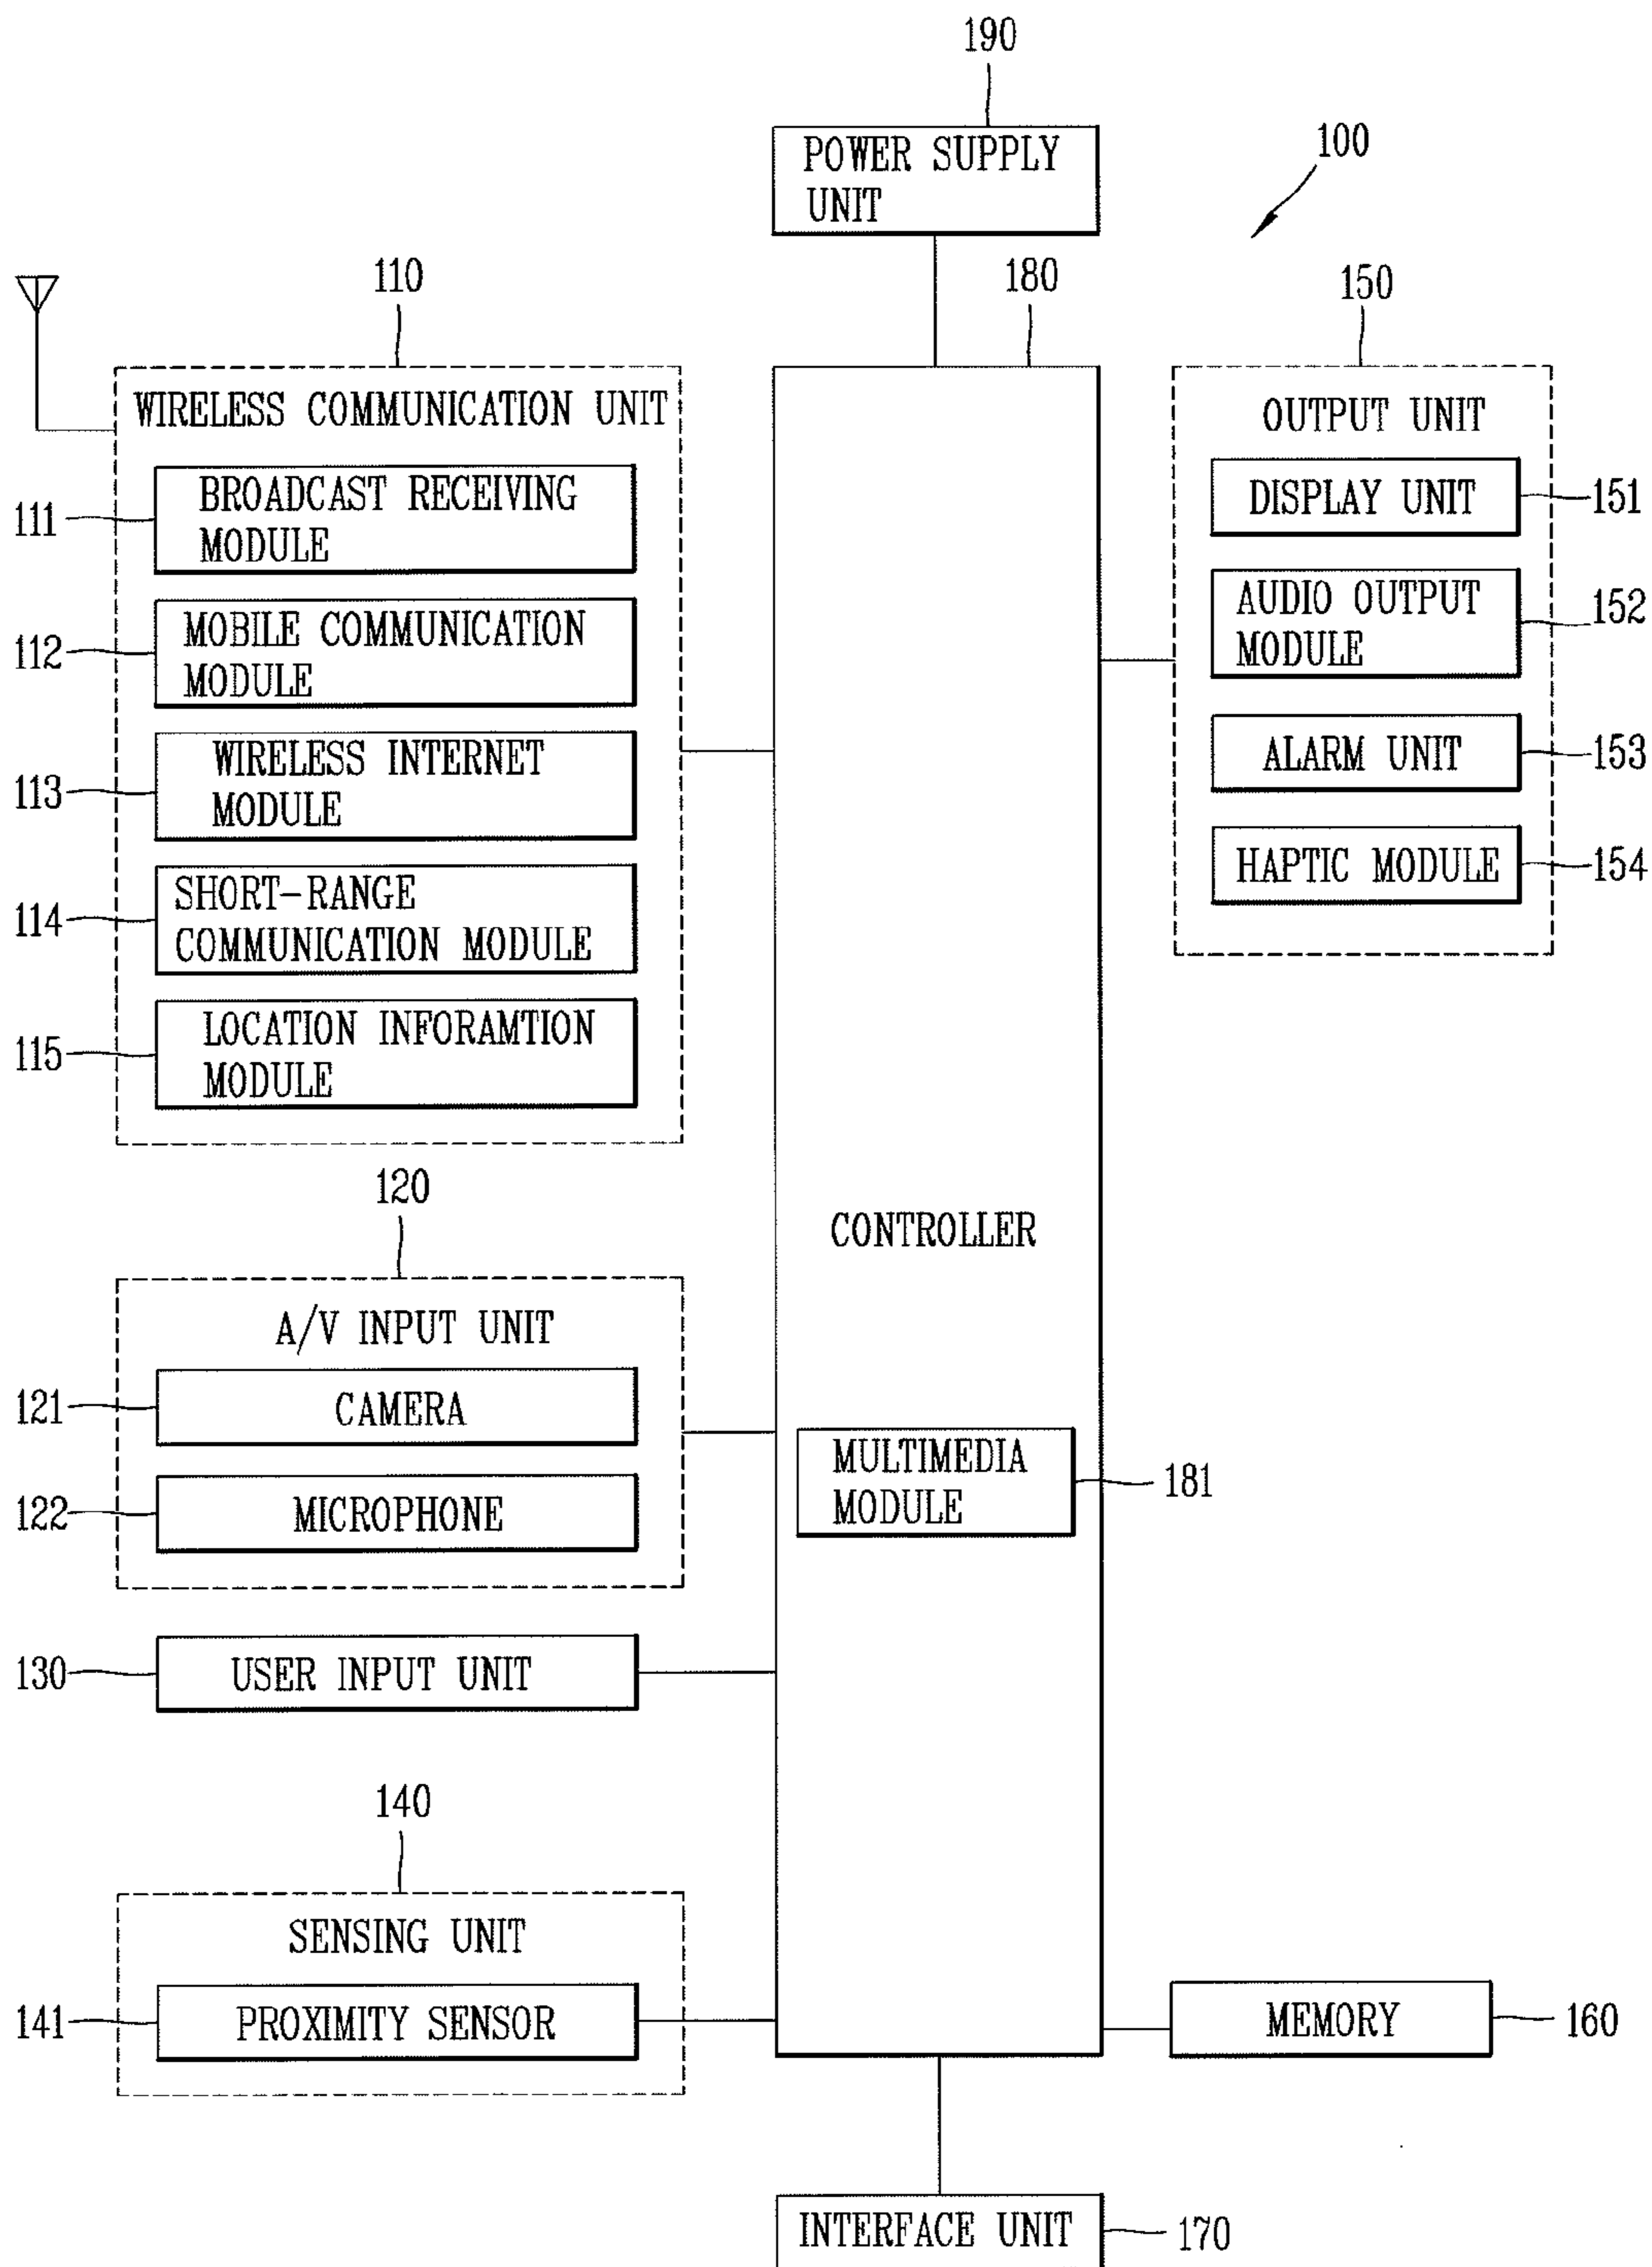 190
POWER SUPPLY
UNIT
100
110
180
150
WIRELESS COMMUNICATION UNIT
111
BROADCAST RECEIVING
MODULE
112
MOBILE COMMUNICATION
MODULE
113
WIRELESS INTERNET
MODULE
114
SHORT-RANGE
COMMUNICATION MODULE
115
LOCATION INFORAMTION
MODULE
OUTPUT UNIT
DISPLAY UNIT
151
AUDIO OUTPUT
MODULE
152
ALARM UNIT
153
HAPTIC MODULE
154
120
A/V INPUT UNIT
121
CAMERA
122
MICROPHONE
CONTROLLER
MULTIMEDIA
MODULE
181
130
USER INPUT UNIT
140
SENSING UNIT
141
PROXIMITY SENSOR
MEMORY
160
INTERFACE UNIT
170